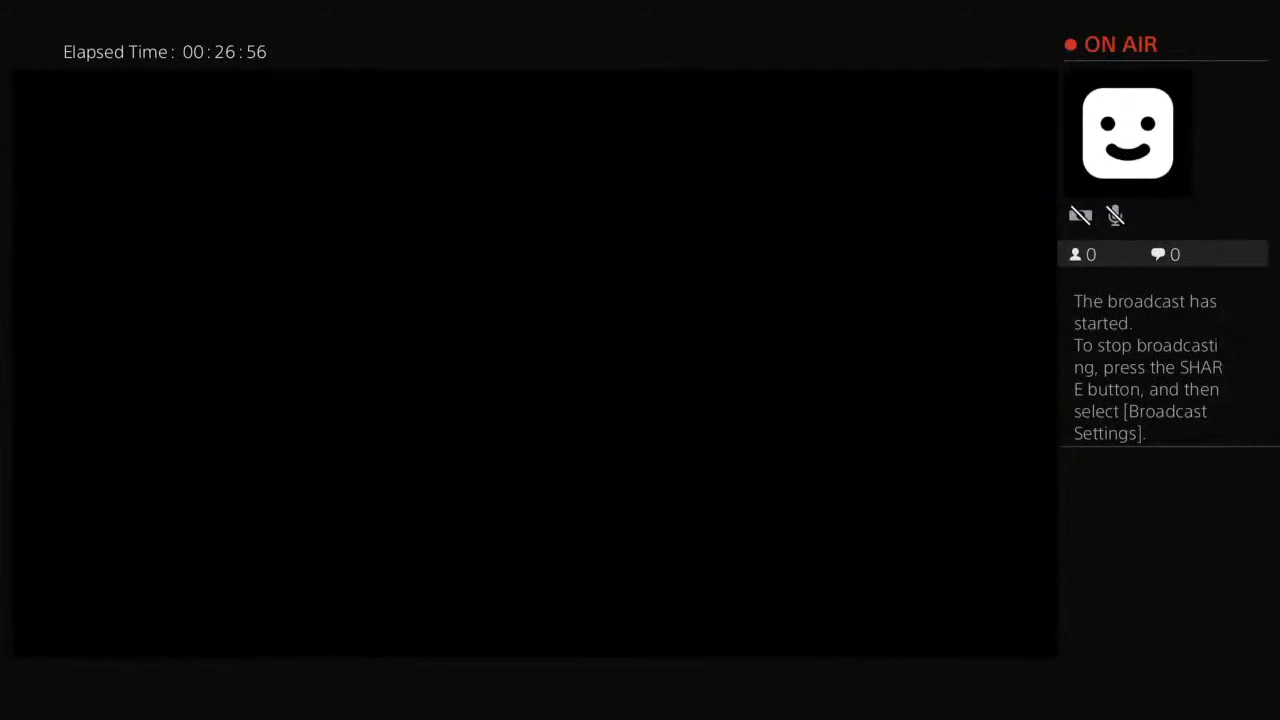 Elapsed Time: 00:26:56
ON AIR
0 0
The broadcast has
started.
To stop broadcasti
ng, press the SHAR
E button, and then
select [Broadcast
Settings].